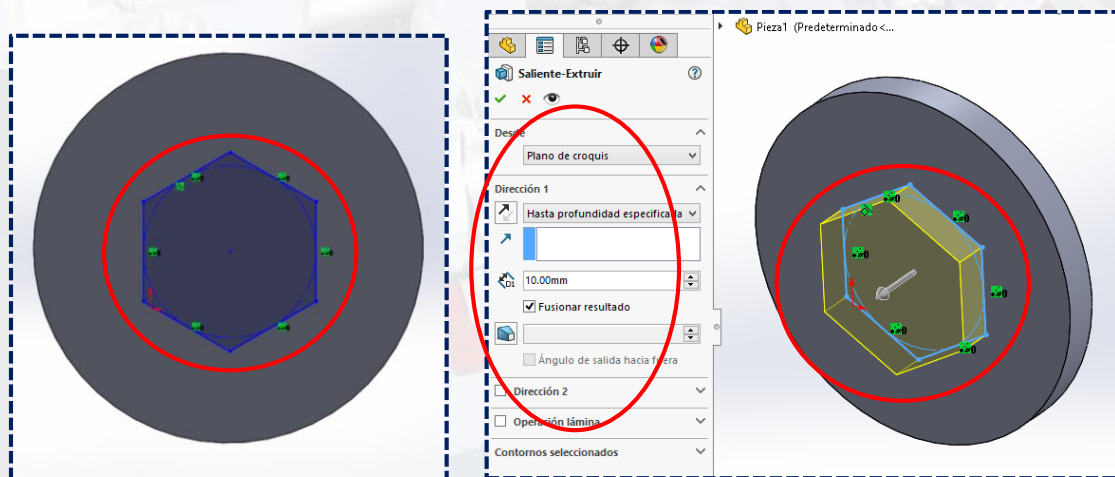 Pieza1 (Predeterminado<...
Saliente-Extruir
Desde
Plano de croquis
Dirección 1
Hasta profundidad especificada
D1
10.00mm
Fusionar resultado
Ángulo de salida hacia fuera
Dirección 2
Operación lámina
Contornos seleccionados